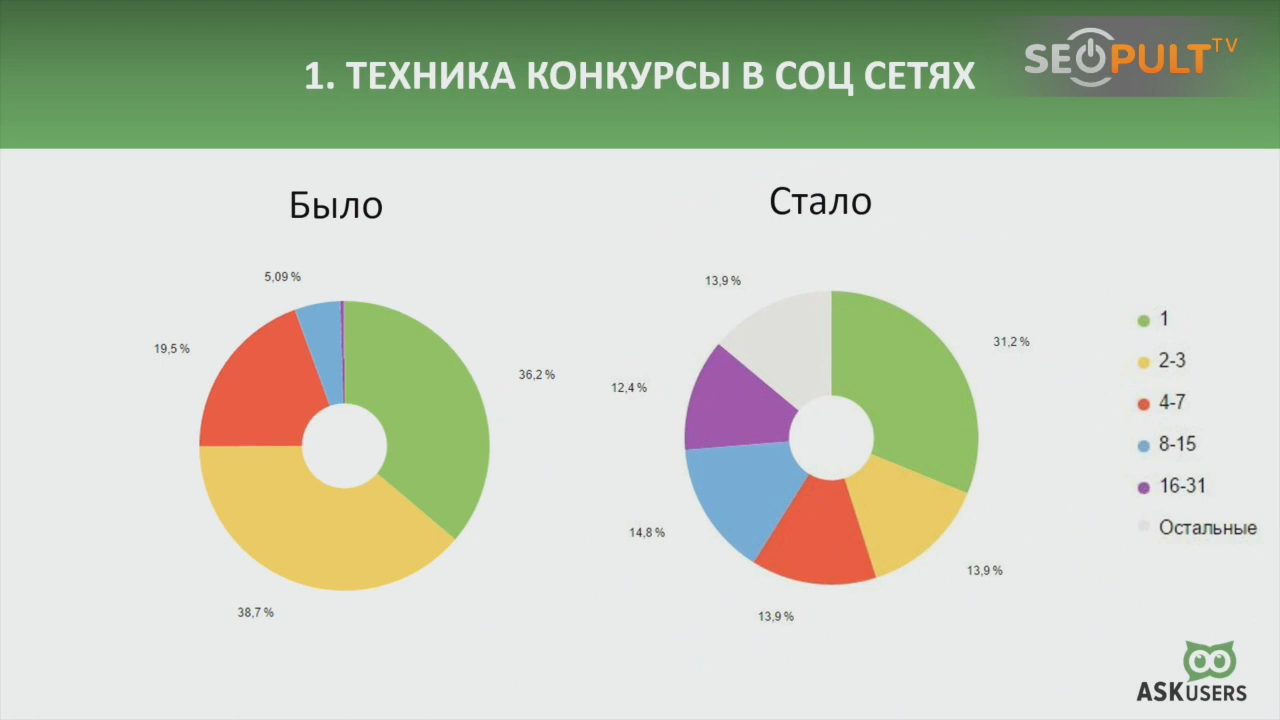 SEOPULT TV
1. ТЕХНИКА КОНКУРСЫ В СОЦ СЕТЯХ
Было
Стало
5,09 %
19,5 %
36,2 %
38,7 %
13,9 %
31,2 %
12,4 %
14,8 %
13,9 %
13,9 %
1
2-3
4-7
8-15
16-31
Остальные
ASKUSERS